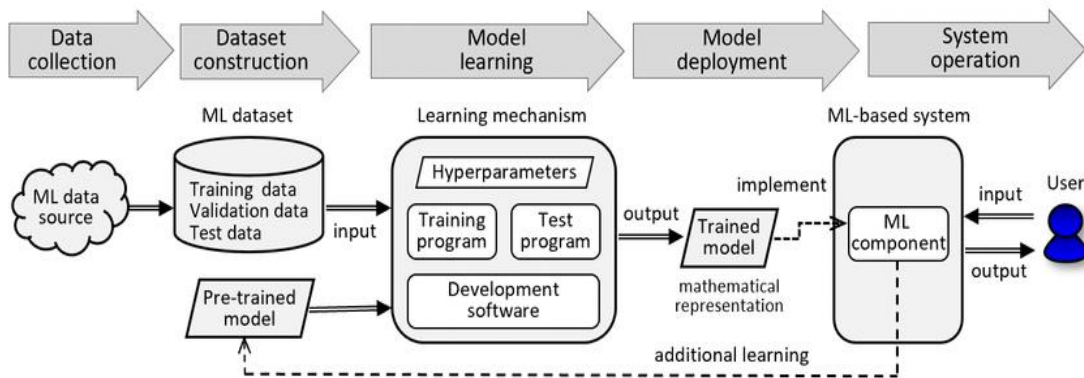 Data
collection
Dataset
construction
Model
learning
Model
deployment
System
operation
ML dataset
Learning mechanism
ML-based system
ML data
source
Training data
Validation data
Test data
input
Hyperparameters
Training
program
Test
program
Development
software
Pre-trained
model
output
Trained
model
mathematical
representation
implement
ML
component
input
output
User
additional learning